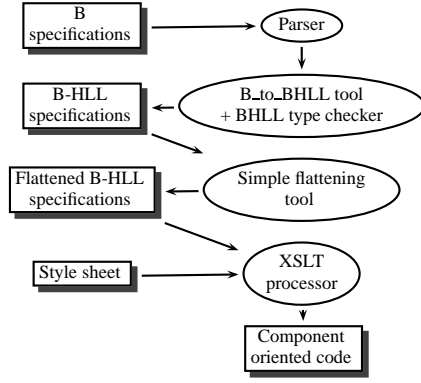 B
specifications
Parser
B-HLL
specifications
B_to_BHLL tool
+ BHLL type checker
Flattened B-HLL
specifications
Simple flattening
tool
Style sheet
XSLT
processor
Component
oriented code